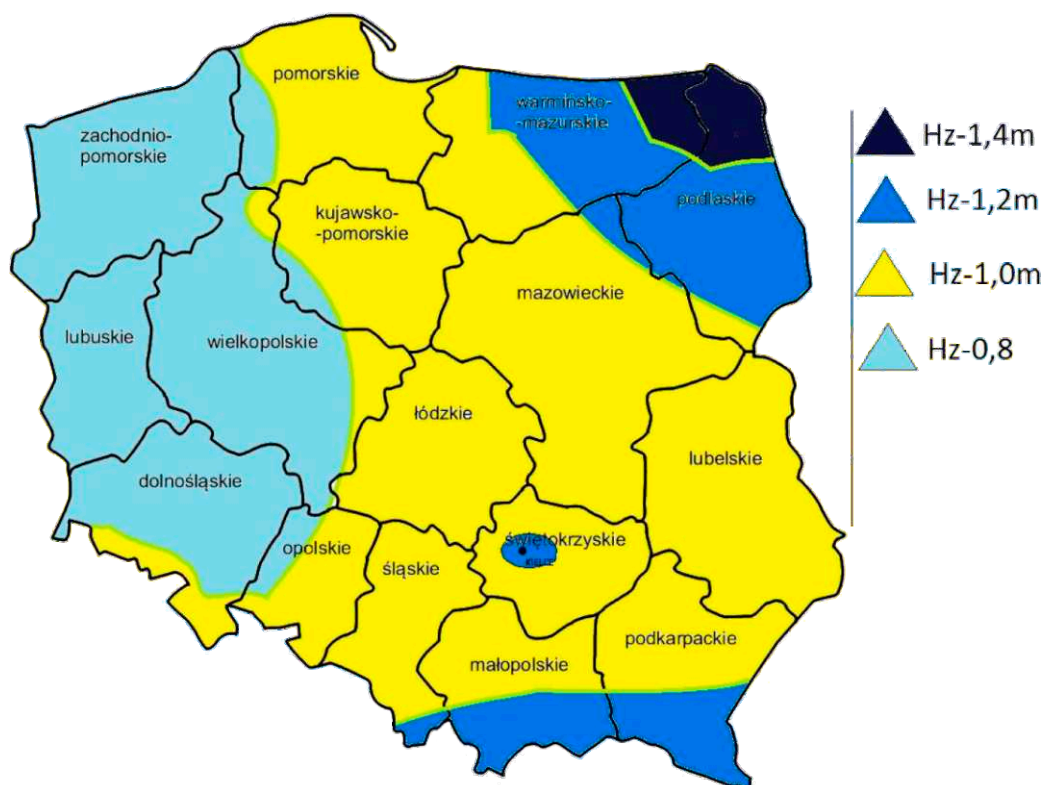 pomorskie
warmińsko-
-mazurskie
zachodnio-
pomorskie
podlaskie
kujawsko-
-pomorskie
mazowieckie
lubuskie
wielkopolskie
łódzkie
lubelskie
dolnośląskie
opolskie
świętokrzyskie
śląskie
podkarpackie
małopolskie
Hz-1,4m
Hz-1,2m
Hz-1,0m
Hz-0,8